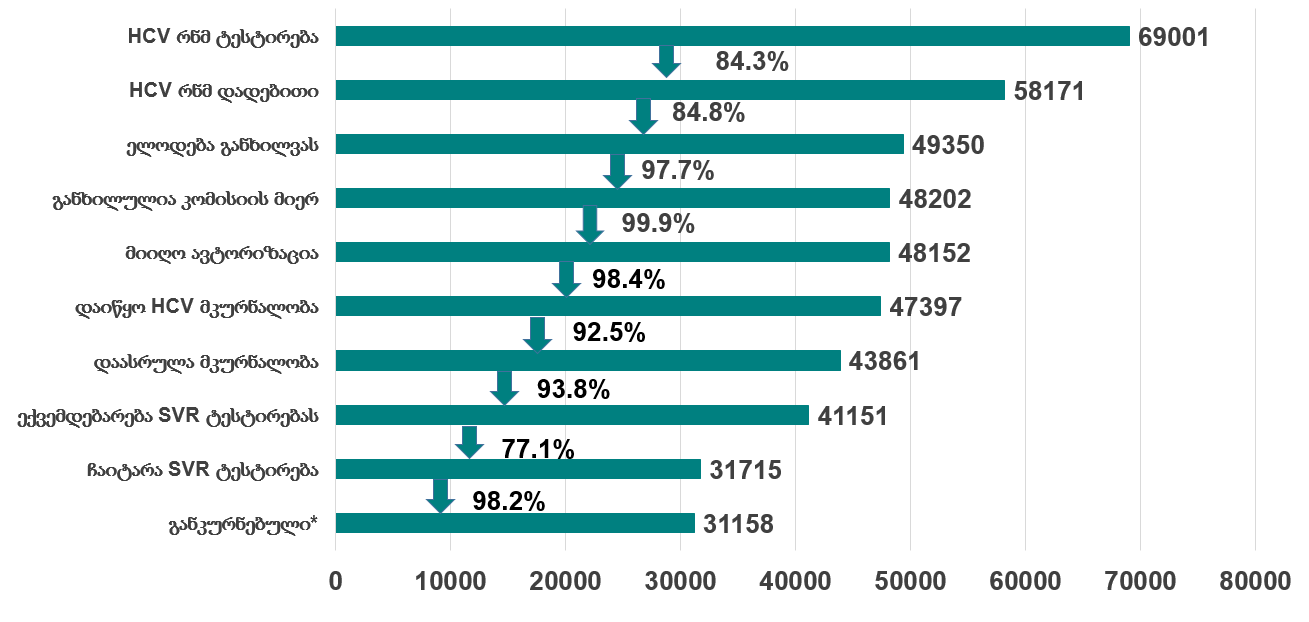 HCV რნმ ტესტირება
69001
84.3%
HCV რნმ დადებითი
58171
84.8%
ელოდება განხილვას
49350
97.7%
განხილულია კომისიის მიერ
48202
99.9%
მიიღო ავტორიზაცია
48152
98.4%
დაიწყო HCV მკურნალობა
47397
92.5%
დაასრულა მკურნალობა
43861
93.8%
ექვემდებარება SVR ტესტირებას
41151
77.1%
ჩაიტარა SVR ტესტირება
31715
98.2%
განკურნებული*
31158
0 10000 20000 30000 40000 50000 60000 70000 80000